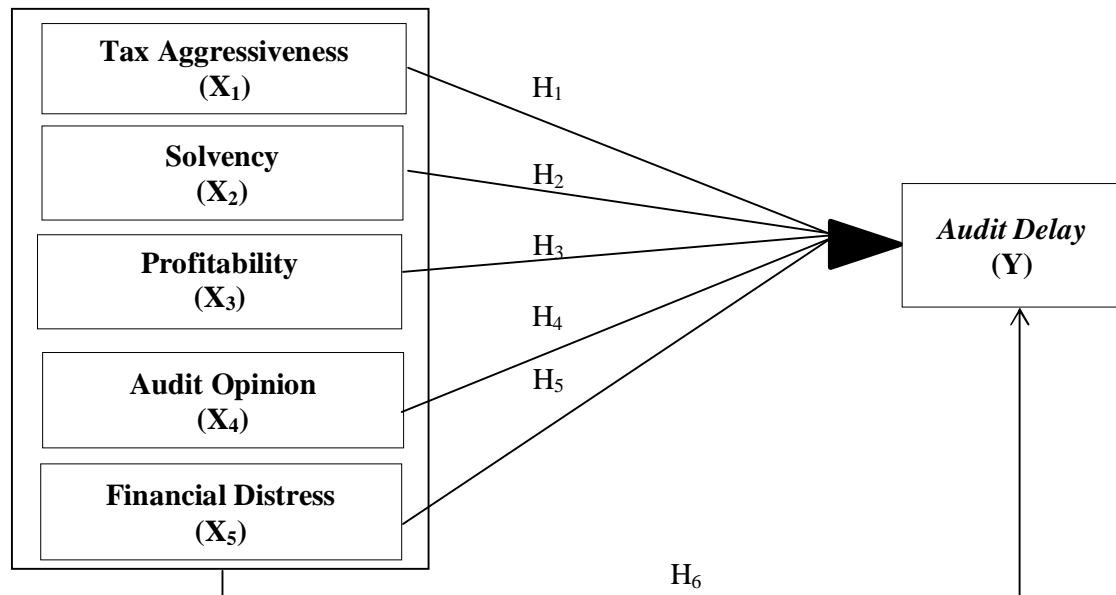 Tax Aggressiveness
(X₁)
H₁
Solvency
(X₂)
H₂
Profitability
(X₃)
H₃
Audit Opinion
(X₄)
H₄
Financial Distress
(X₅)
H₅
Audit Delay
(Y)
H₆